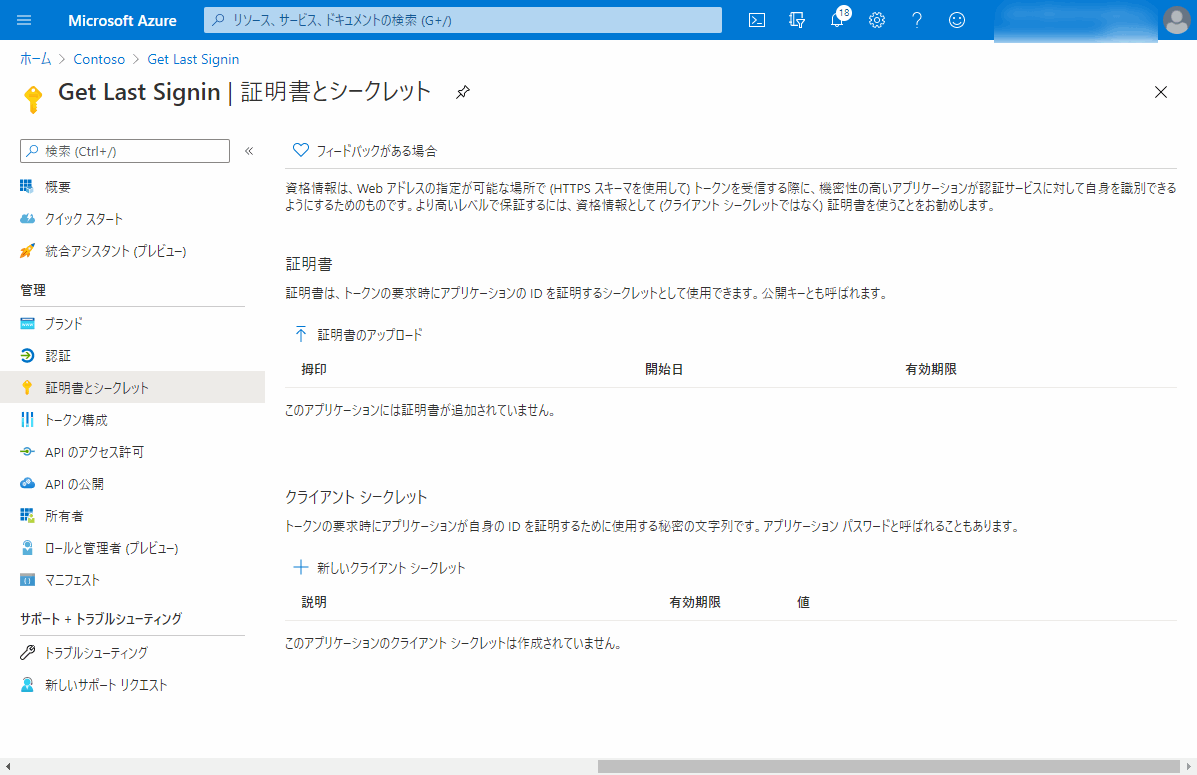 Microsoft Azure
リソース、サービス、ドキュメントの検索 (G+/)
18
ホーム > Contoso > Get Last Signin
Get Last Signin | 証明書とシークレット
検索 (Ctrl+/)
«
概要
クイック スタート
統合アシスタント (プレビュー)
管理
ブランド
認証
証明書とシークレット
トークン構成
API のアクセス許可
API の公開
所有者
ロールと管理者 (プレビュー)
マニフェスト
サポート + トラブルシューティング
トラブルシューティング
新しいサポート リクエスト
フィードバックがある場合
資格情報は、Web アドレスの指定が可能な場所で (HTTPS スキーマを使用して) トークンを受信する際に、機密性の高いアプリケーションが認証サービスに対して自身を識別できる
ようにするためのものです。より高いレベルで保証するには、資格情報として (クライアント シークレットではなく) 証明書を使うことをお勧めします。
証明書
証明書は、トークンの要求時にアプリケーションの ID を証明するシークレットとして使用できます。公開キーとも呼ばれます。
証明書のアップロード
拇印 開始日 有効期限
このアプリケーションには証明書が追加されていません。
クライアント シークレット
トークンの要求時にアプリケーションが自身の ID を証明するために使用する秘密の文字列です。アプリケーション パスワードと呼ばれることもあります。
新しいクライアント シークレット
説明 有効期限 値
このアプリケーションのクライアント シークレットは作成されていません。